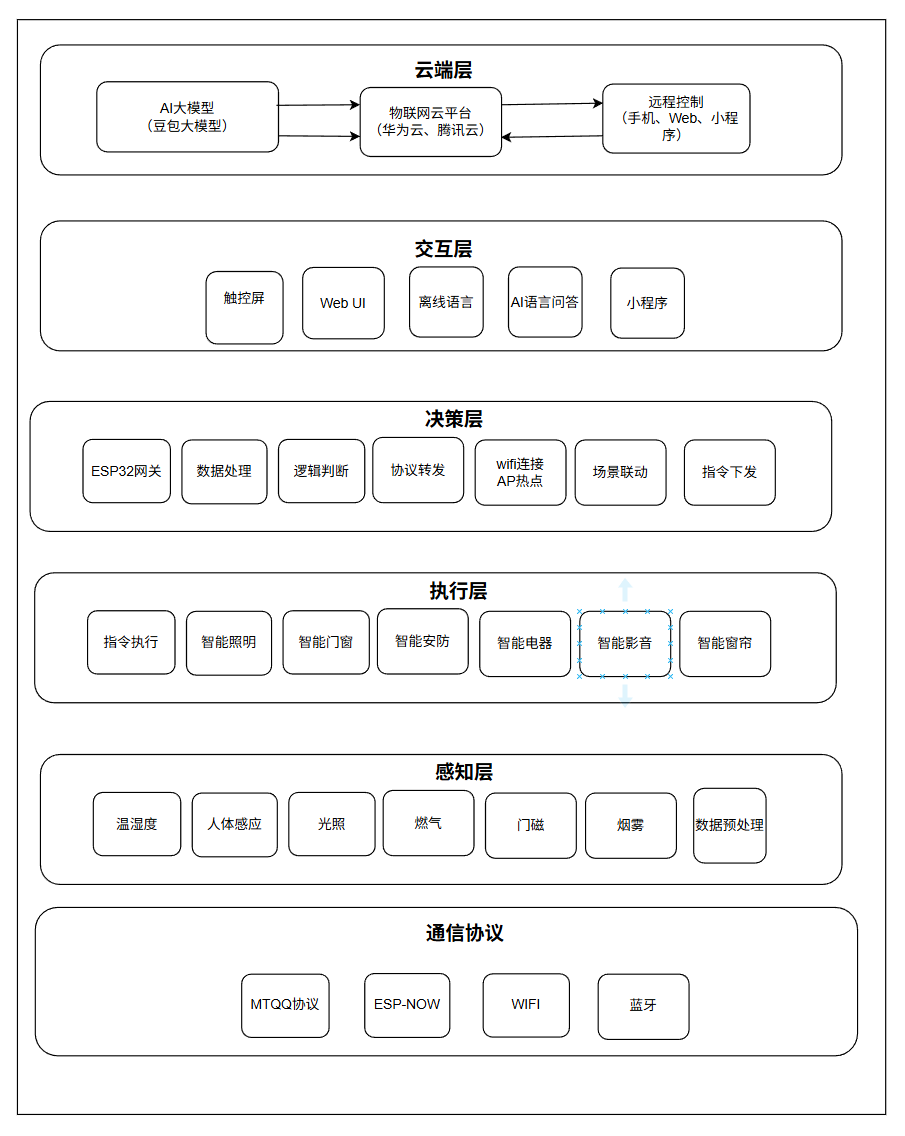 云端层
AI大模型
（豆包大模型）
物联网云平台
（华为云、腾讯云）
远程控制
（手机、Web、小程
序）
交互层
触控屏
Web UI
离线语言
AI语言问答
小程序
决策层
ESP32网关
数据处理
逻辑判断
协议转发
wifi连接
AP热点
场景联动
指令下发
执行层
指令执行
智能照明
智能门窗
智能安防
智能电器
智能影音
智能窗帘
感知层
温湿度
人体感应
光照
燃气
门磁
烟雾
数据预处理
通信协议
MTQQ协议
ESP-NOW
WIFI
蓝牙